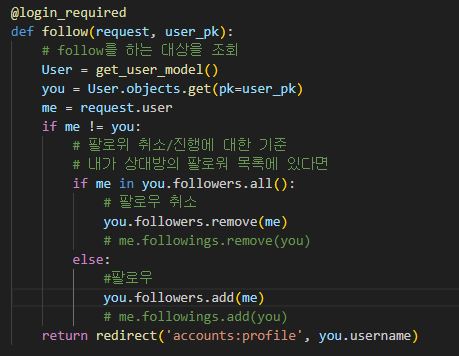 @login_required
def follow(request, user_pk):
    # follow를 하는 대상을 조회
    User = get_user_model()
    you = User.objects.get(pk=user_pk)
    me = request.user
    if me != you:
        # 팔로워 취소/진행에 대한 기준
        # 내가 상대방의 팔로워 목록에 있다면
        if me in you.followers.all():
            # 팔로우 취소
            you.followers.remove(me)
            # me.followings.remove(you)
        else:
            #팔로우
            you.followers.add(me)
            # me.followings.add(you)
    return redirect('accounts:profile', you.username)